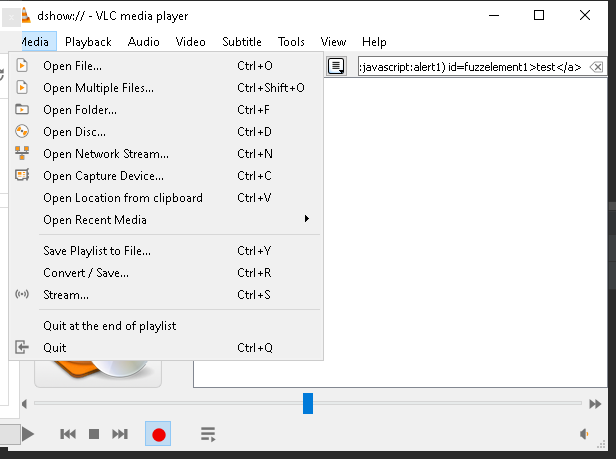 dshow:// - VLC media player
Media Playback Audio Video Subtitle Tools View Help
:javascript:alert1) id=fuzzelement1>test</a>
Open File... Ctrl+O
Open Multiple Files... Ctrl+Shift+O
Open Folder... Ctrl+F
Open Disc... Ctrl+D
Open Network Stream... Ctrl+N
Open Capture Device... Ctrl+C
Open Location from clipboard Ctrl+V
Open Recent Media
Save Playlist to File... Ctrl+Y
Convert / Save... Ctrl+R
Stream... Ctrl+S
Quit at the end of playlist
Quit Ctrl+Q